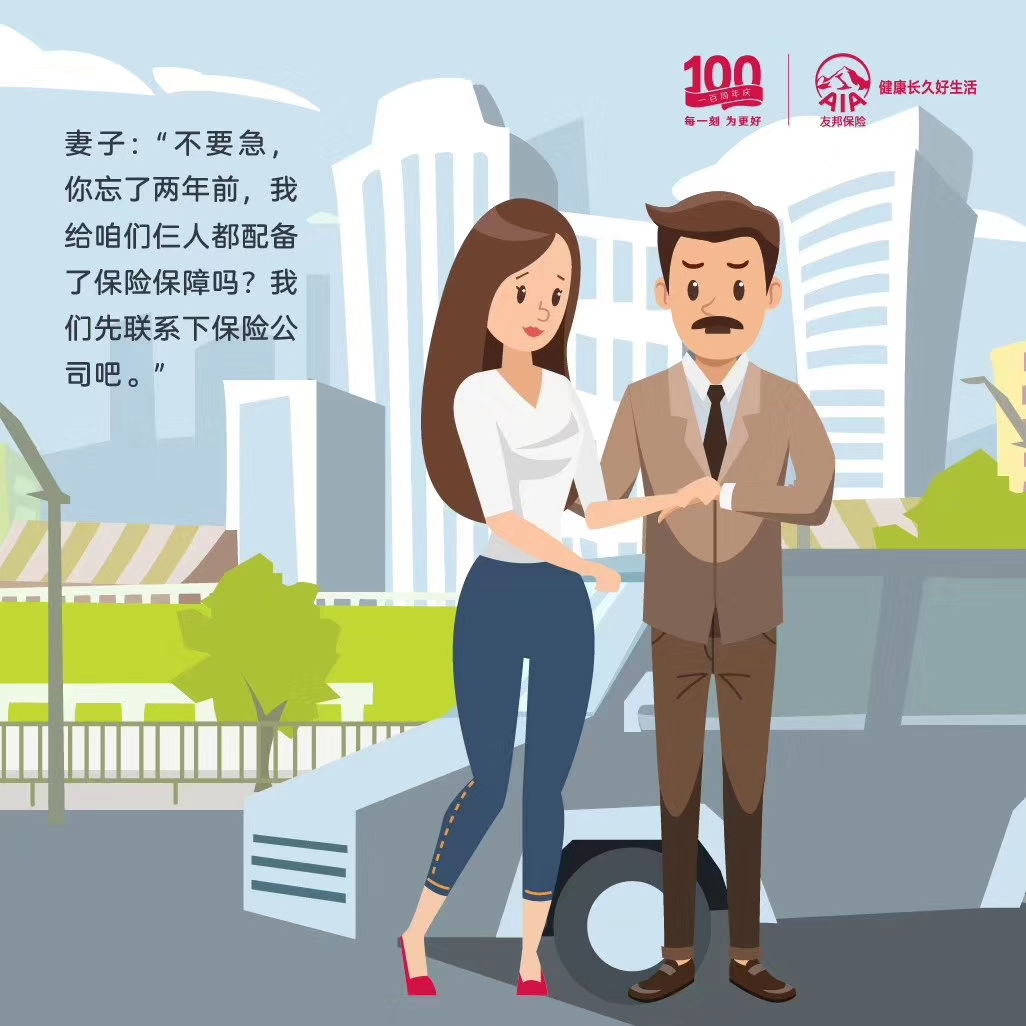 妻子：“不要急，
你忘了两年前，我
给咱们仨人都配备
了保险保障吗？我
们先联系下保险公
司吧。”
100
一百周年庆
每一刻 为更好
AIA
友邦保险
健康长久好生活